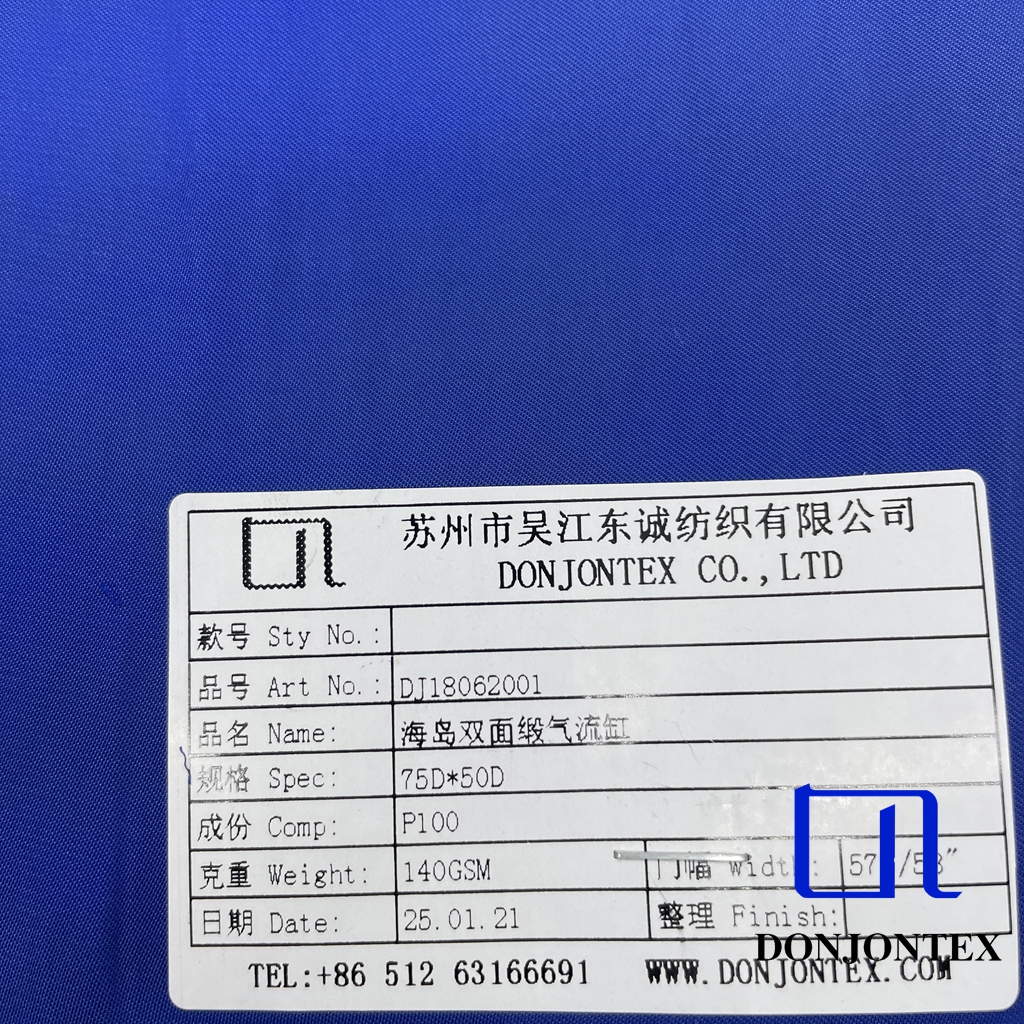 苏州市吴江东诚纺织有限公司
DONJONTEX CO.,LTD
款号 Sty No.:
品号 Art No.: DJ18062001
品名 Name: 海岛双面缎气流缸
规格 Spec: 75D*50D
成份 Comp: P100
克重 Weight: 140GSM 门幅 Width: 57"/58"
日期 Date: 25.01.21 整理 Finish:
TEL:+86 512 63166691 WWW.DONJONTEX.COM
DONJONTEX